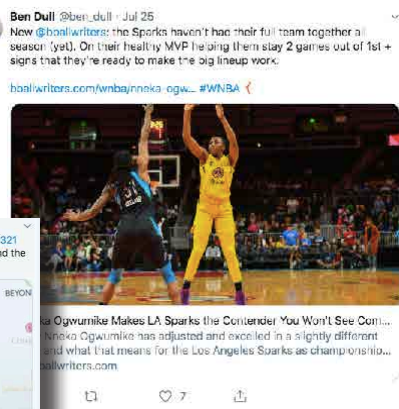 Ben Dull @ben_dull · Jul 25
New @bballwriters: the Sparks haven't had their full team together all
season (yet). On their healthy MVP helping them stay 2 games out of 1st +
signs that they're ready to make the big lineup work.
bballwriters.com/wnba/nneka-ogw... #WNBA
321
nd the
BEYON
ka Ogwumike Makes LA Sparks the Contender You Won't See Com...
Nneka Ogwumike has adjusted and excelled in a slightly different
and what that means for the Los Angeles Sparks as championship...
ballwriters.com
7